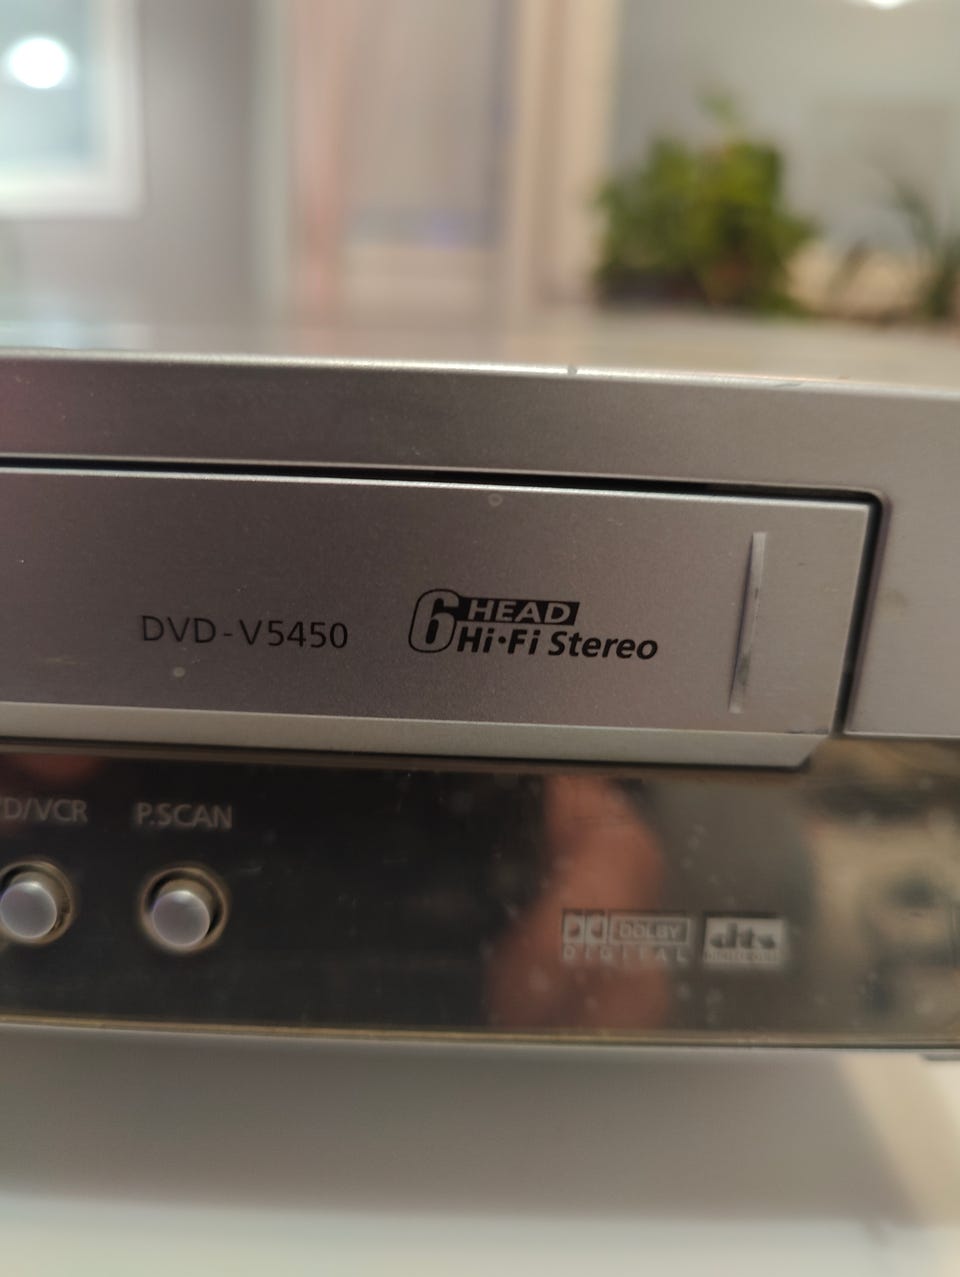 DVD-V5450
6 HEAD
Hi•Fi Stereo
D/VCR
P.SCAN
DOLBY
DIGITAL
dts